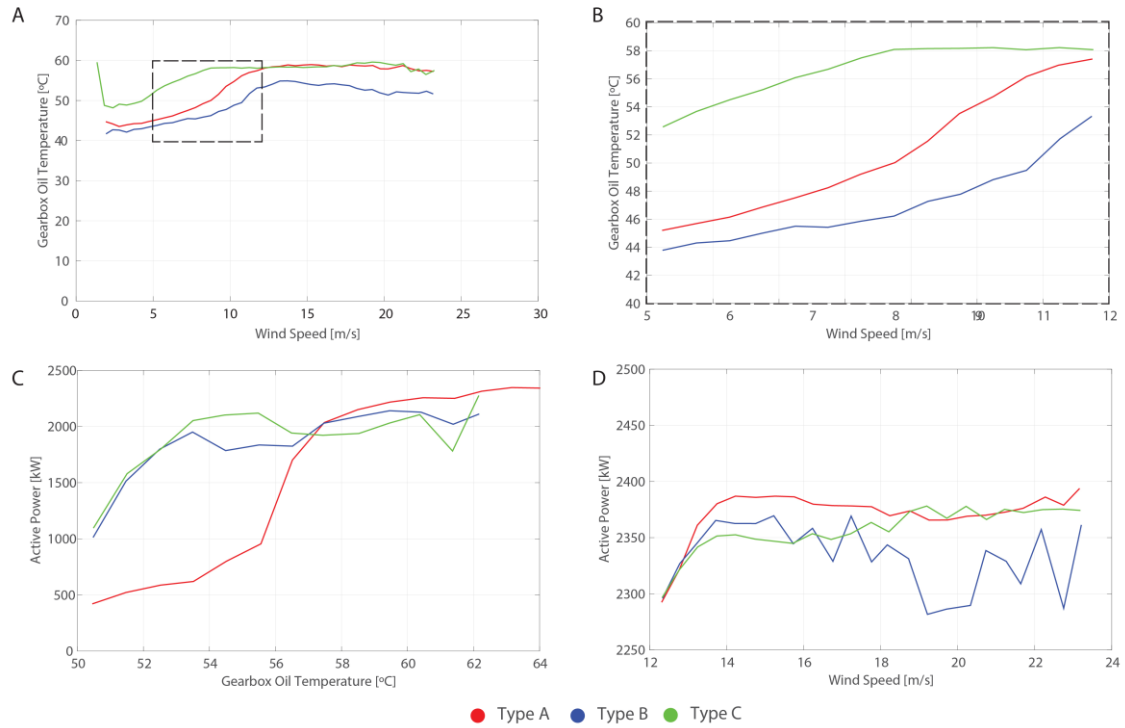 A
70
60
50
40
30
20
10
0
Gearbox Oil Temperature [ºC]
0 5 10 15 20 25 30
Wind Speed [m/s]
B
60
58
56
54
52
50
48
46
44
42
40
Gearbox Oil Temperature [ºC]
5 6 7 8 9 10 11 12
Wind Speed [m/s]
C
2500
2000
1500
1000
500
0
Active Power [kW]
50 52 54 56 58 60 62 64
Gearbox Oil Temperature [ºC]
D
2500
2450
2400
2350
2300
2250
Active Power [kW]
12 14 16 18 20 22 24
Wind Speed [m/s]
Type A Type B Type C